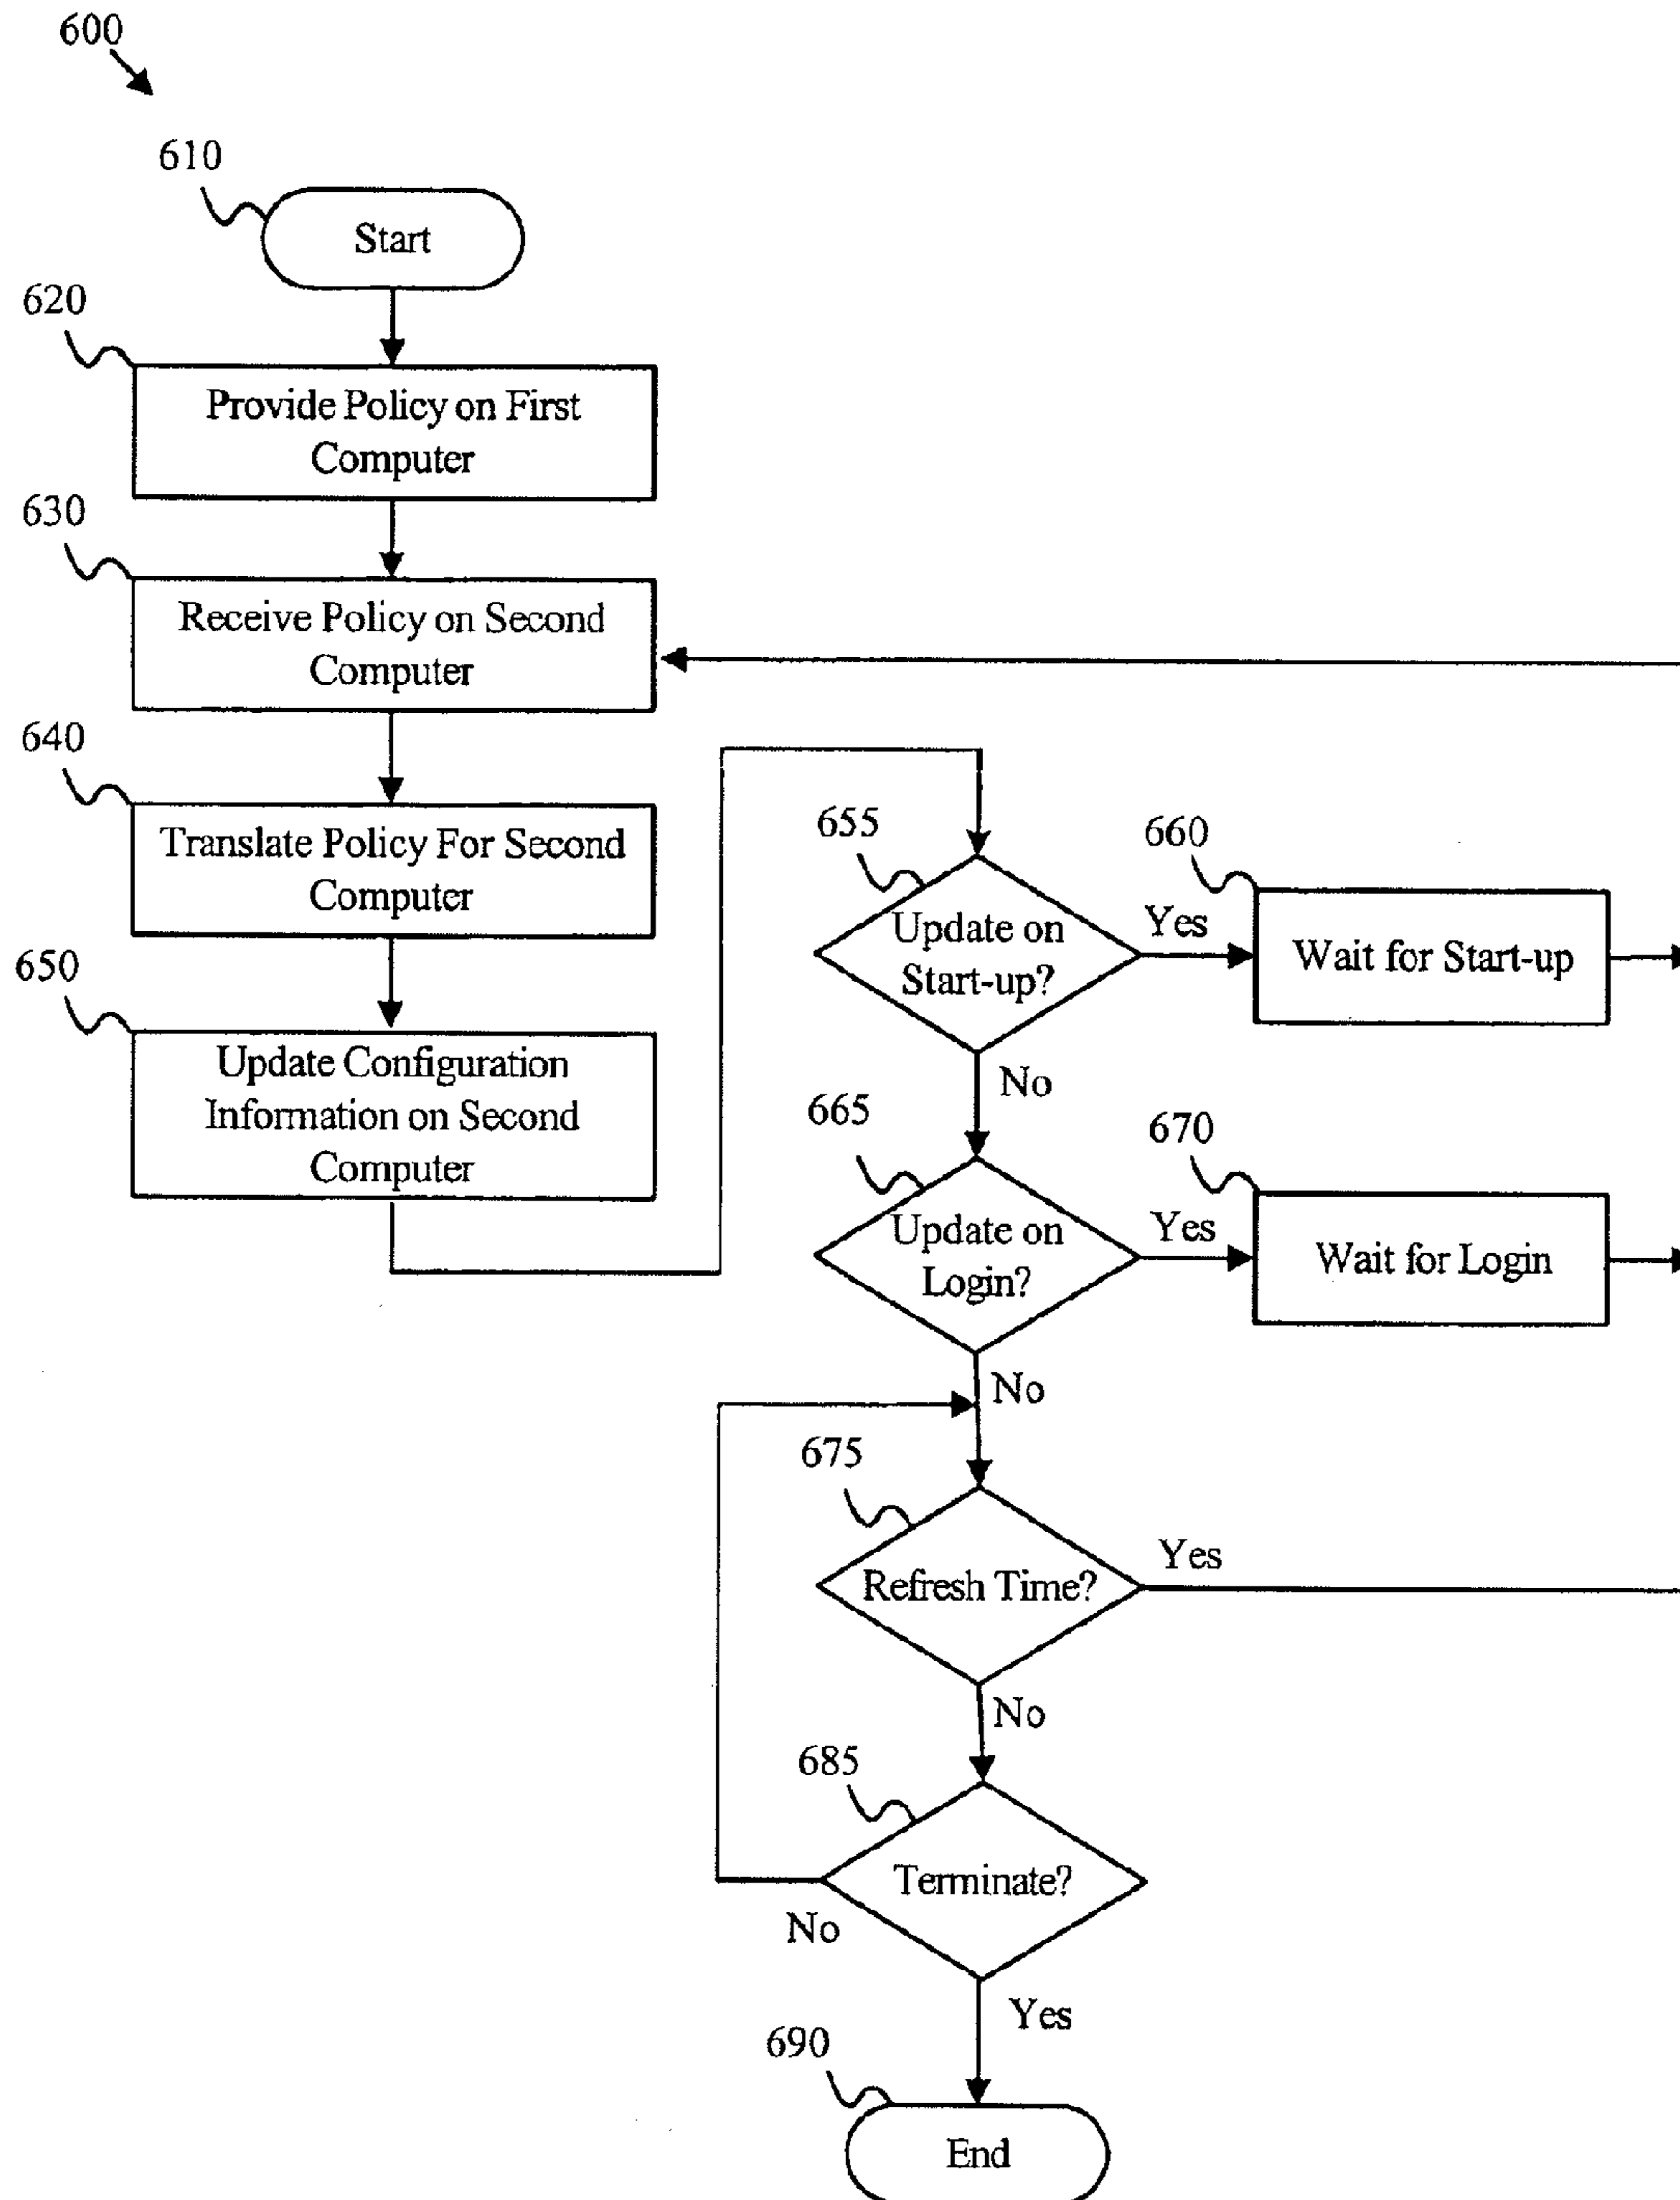 600
610
Start
620
Provide Policy on First
Computer
630
Receive Policy on Second
Computer
640
Translate Policy For Second
Computer
650
Update Configuration
Information on Second
Computer
655
Update on
Start-up?
Yes
660
Wait for Start-up
No
665
Update on
Login?
Yes
670
Wait for Login
No
675
Refresh Time?
Yes
No
685
Terminate?
No
Yes
690
End